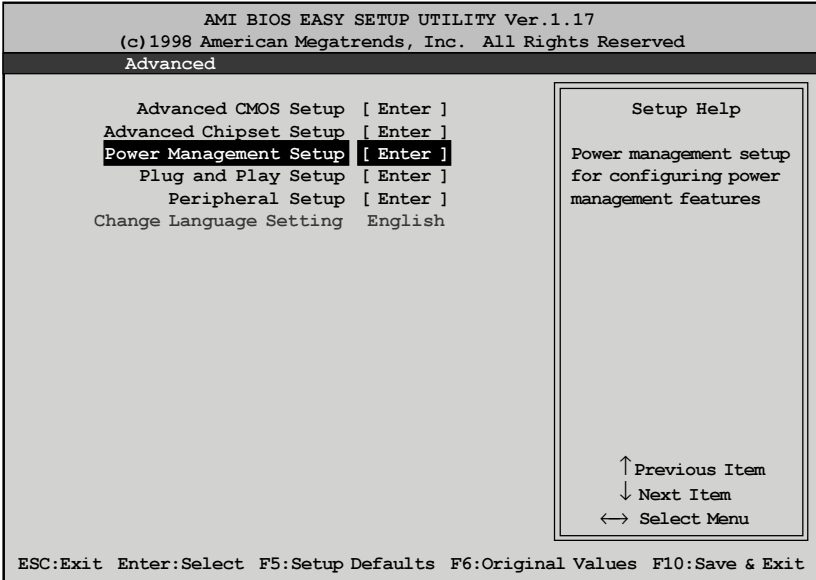 AMI BIOS EASY SETUP UTILITY Ver.1.17
(c)1998 American Megatrends, Inc. All Rights Reserved
Advanced
Advanced CMOS Setup [ Enter ]
Advanced Chipset Setup [ Enter ]
Power Management Setup [ Enter ]
Plug and Play Setup [ Enter ]
Peripheral Setup [ Enter ]
Change Language Setting English
Setup Help
Power management setup
for configuring power
management features
↑ Previous Item
↓ Next Item
←→ Select Menu
ESC:Exit Enter:Select F5:Setup Defaults F6:Original Values F10:Save & Exit